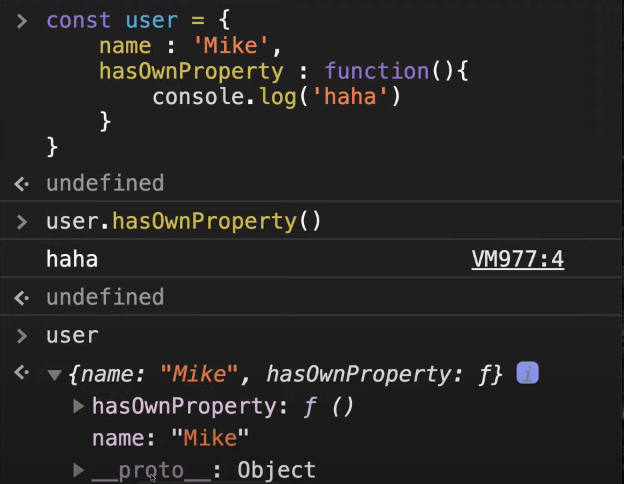 > const user = {
name : 'Mike',
hasOwnProperty : function(){
console.log('haha')
}
}
undefined
> user.hasOwnProperty()
haha VM977:4
undefined
> user
▼{name: "Mike", hasOwnProperty: ƒ} i
▶hasOwnProperty: ƒ ()
name: "Mike"
▶__proto__: Object